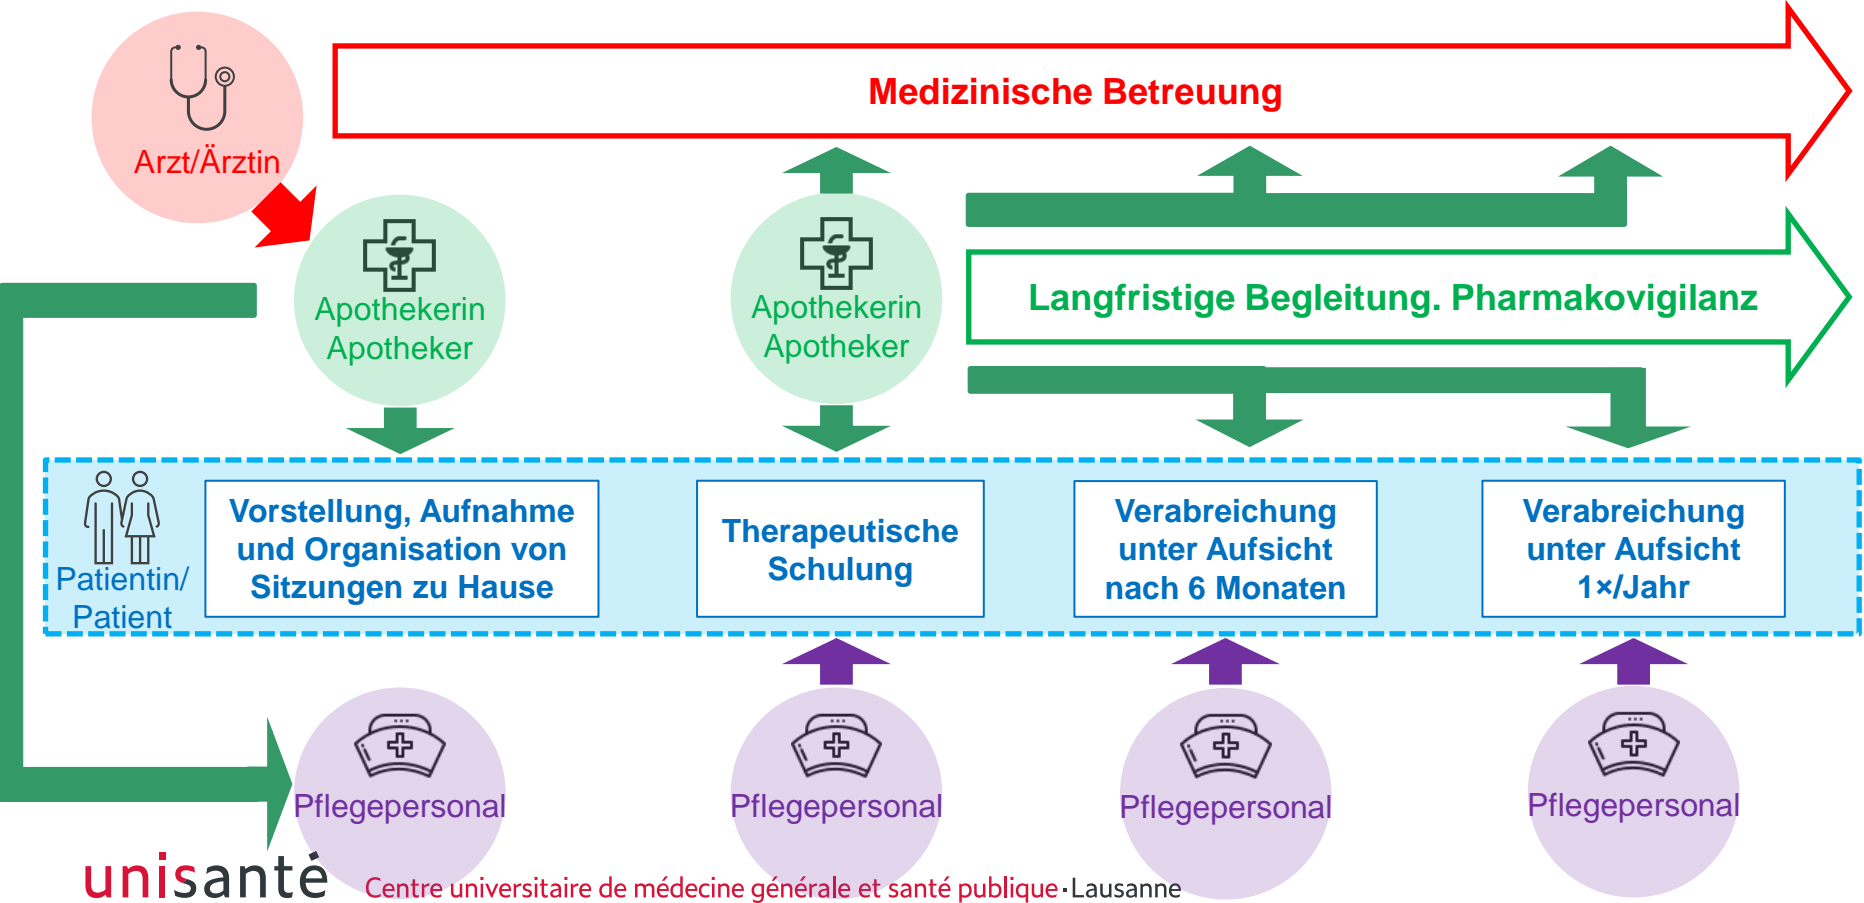 Medizinische Betreuung
Arzt/Ärztin
Apothekerin
Apotheker
Apothekerin
Apotheker
Langfristige Begleitung. Pharmakovigilanz
Patientin/
Patient
Vorstellung, Aufnahme
und Organisation von
Sitzungen zu Hause
Therapeutische
Schulung
Verabreichung
unter Aufsicht
nach 6 Monaten
Verabreichung
unter Aufsicht
1×/Jahr
Pflegepersonal
Pflegepersonal
Pflegepersonal
Pflegepersonal
unisanté
Centre universitaire de médecine générale et santé publique · Lausanne